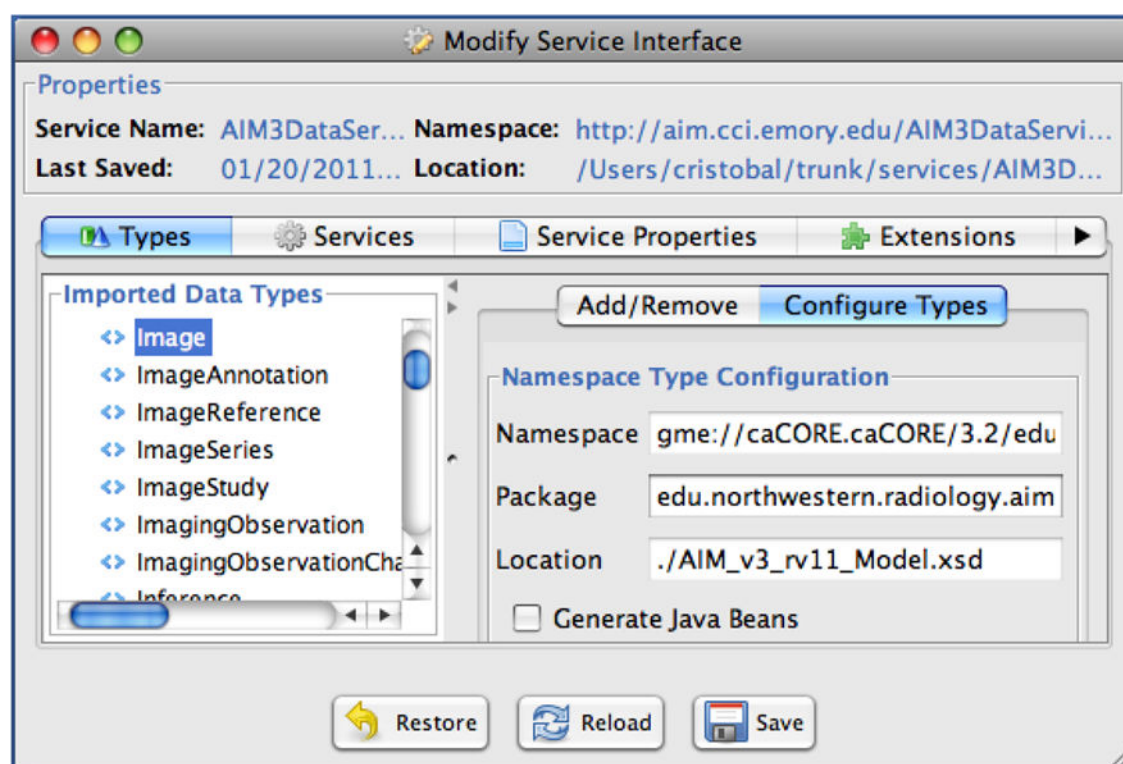 Modify Service Interface
Properties
Service Name: AIM3DataSer... Namespace: http://aim.cci.emory.edu/AIM3DataServi...
Last Saved: 01/20/2011... Location: /Users/cristobal/trunk/services/AIM3D...
Types Services Service Properties Extensions
Imported Data Types
Image
ImageAnnotation
ImageReference
ImageSeries
ImageStudy
ImagingObservation
ImagingObservationCha
Inference
Add/Remove Configure Types
Namespace Type Configuration
Namespace gme://caCORE.caCORE/3.2/edu
Package edu.northwestern.radiology.aim
Location ./AIM_v3_rv11_Model.xsd
Generate Java Beans
Restore Reload Save